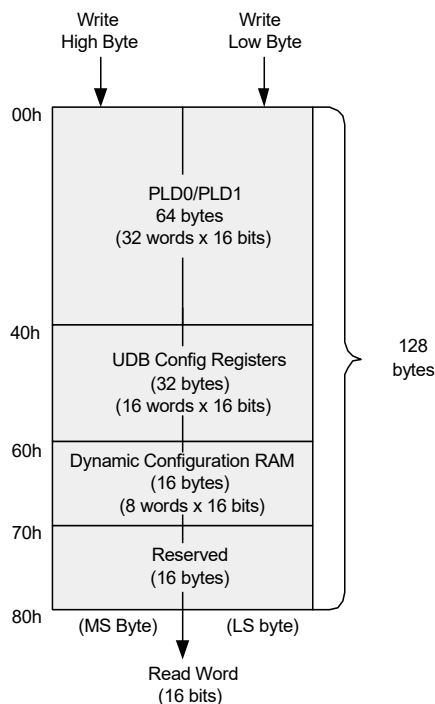 Write
High Byte
Write
Low Byte
00h
PLD0/PLD1
64 bytes
(32 words x 16 bits)
40h
UDB Config Registers
(32 bytes)
(16 words x 16 bits)
128
bytes
60h
Dynamic Configuration RAM
(16 bytes)
(8 words x 16 bits)
70h
Reserved
(16 bytes)
80h
(MS Byte)
(LS byte)
Read Word
(16 bits)